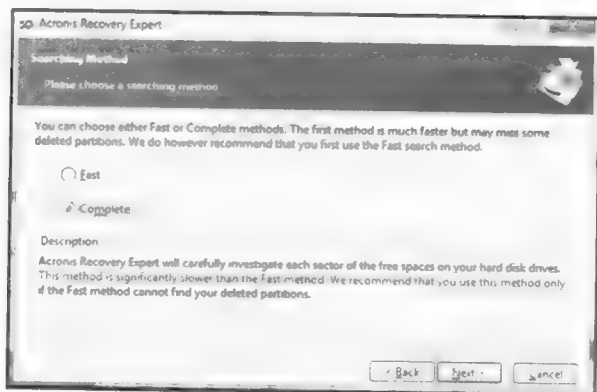 Acronis Recovery Expert
Searching Method
Please choose a searching method
You can choose either Fast or Complete methods. The first method is much faster but may miss some
deleted partitions. We do however recommend that you first use the Fast search method.
Fast
Complete
Description
Acronis Recovery Expert will carefully investigate each sector of the free spaces on your hard disk drives.
This method is significantly slower than the Fast method. We recommend that you use this method only
if the Fast method cannot find your deleted partitions.
< Back Next > Cancel